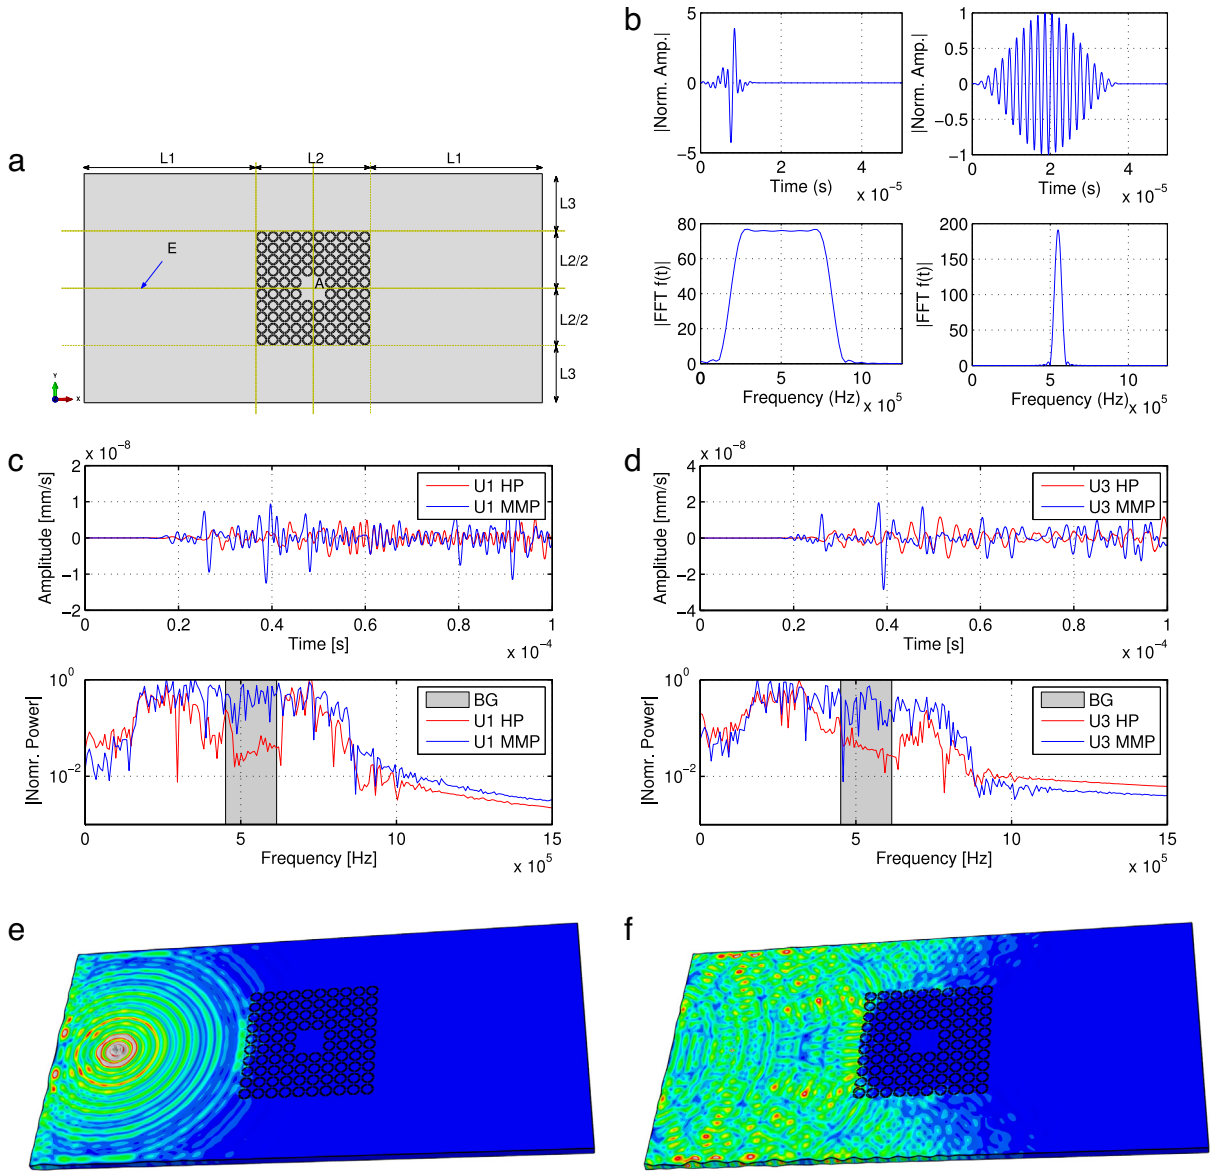 a
L1
L2
L1
L3
L2/2
L2/2
L3
E
A
Y
X
b
|Norm. Amp.|
5
0
−5
0
2
4
Time (s)
x 10⁻⁵
|Norm. Amp.|
1
0.5
0
−0.5
−1
0
2
4
Time (s)
x 10⁻⁵
|FFT f(t)|
80
60
40
20
0
0
5
10
Frequency (Hz)
x 10⁵
|FFT f(t)|
200
150
100
50
0
0
5
10
Frequency (Hz)
x 10⁵
c
x 10⁻⁸
Amplitude [mm/s]
2
1
0
−1
−2
U1 HP
U1 MMP
0
0.2
0.4
0.6
0.8
1
Time [s]
x 10⁻⁴
|Nomr. Power|
10⁰
10⁻²
BG
U1 HP
U1 MMP
0
5
10
15
Frequency [Hz]
x 10⁵
d
x 10⁻⁸
Amplitude [mm/s]
4
2
0
−2
−4
U3 HP
U3 MMP
0
0.2
0.4
0.6
0.8
1
Time [s]
x 10⁻⁴
|Nomr. Power|
10⁰
10⁻²
BG
U3 HP
U3 MMP
0
5
10
15
Frequency [Hz]
x 10⁵
e
f